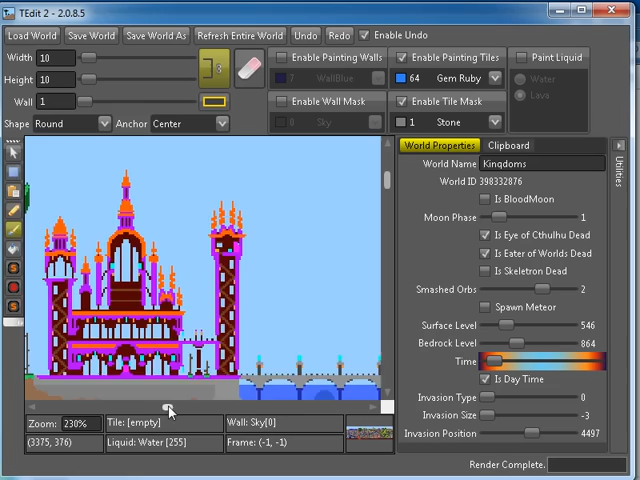 TEdit 2 - 2.0.8.5
Load World Save World Save World As Refresh Entire World Undo Redo Enable Undo
Width 10
Height 10
Wall 1
Shape Round Anchor Center
Enable Painting Walls
7 WallBlue
Enable Wall Mask
0 Sky
Enable Painting Tiles
64 Gem Ruby
Enable Tile Mask
1 Stone
Paint Liquid
Water
Lava
World Properties Clipboard
Utilities
World Name Kingdoms
World ID 398332876
Is BloodMoon
Moon Phase 1
Is Eye of Cthulhu Dead
Is Eater of Worlds Dead
Is Skeletron Dead
Smashed Orbs 2
Spawn Meteor
Surface Level 546
Bedrock Level 864
Time
Is Day Time
Invasion Type 0
Invasion Size -3
Invasion Position 4497
Zoom: 230% Tile: [empty] Wall: Sky[0]
(3375, 376) Liquid: Water [255] Frame: (-1, -1)
Render Complete.